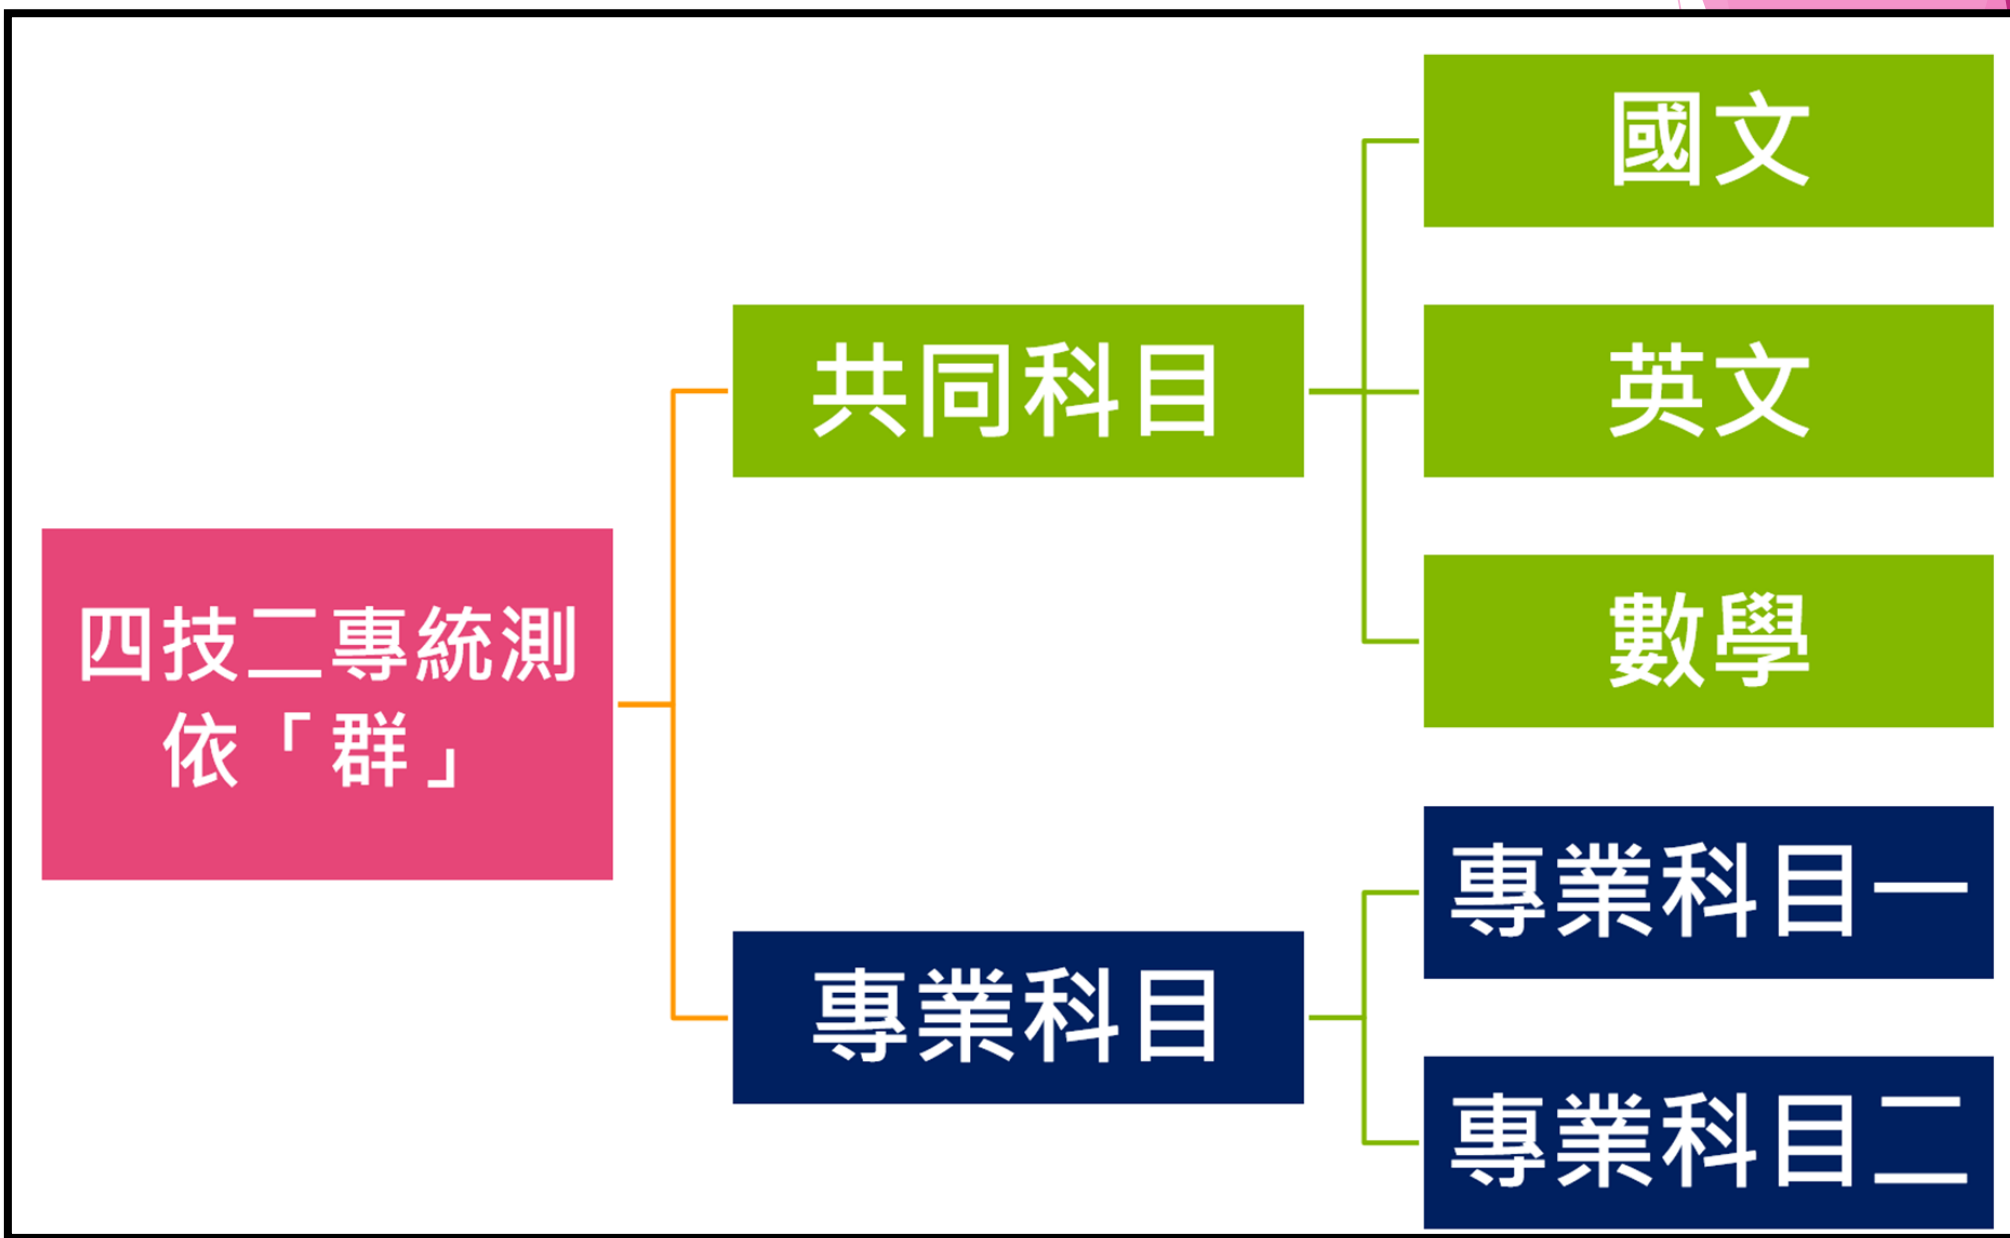 四技二專統測
依「群」
共同科目
國文
英文
數學
專業科目
專業科目一
專業科目二